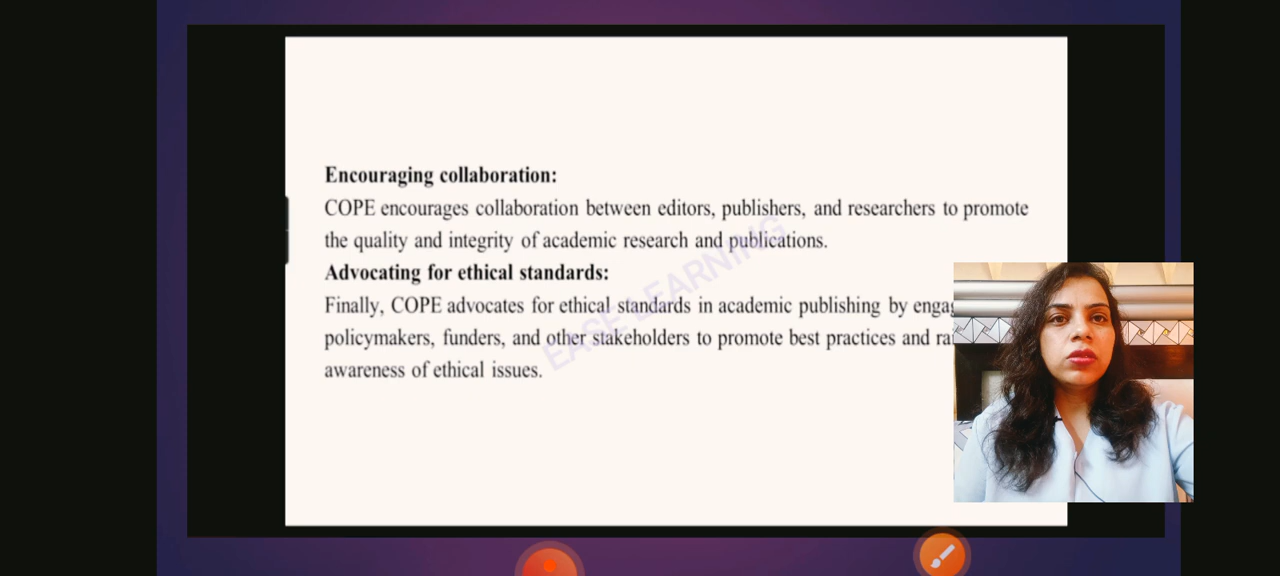 Encouraging collaboration:
COPE encourages collaboration between editors, publishers, and researchers to promote
the quality and integrity of academic research and publications.
Advocating for ethical standards:
Finally, COPE advocates for ethical standards in academic publishing by
policymakers, funders, and other stakeholders to promote best practices and
awareness of ethical issues.
EASE LEARNING